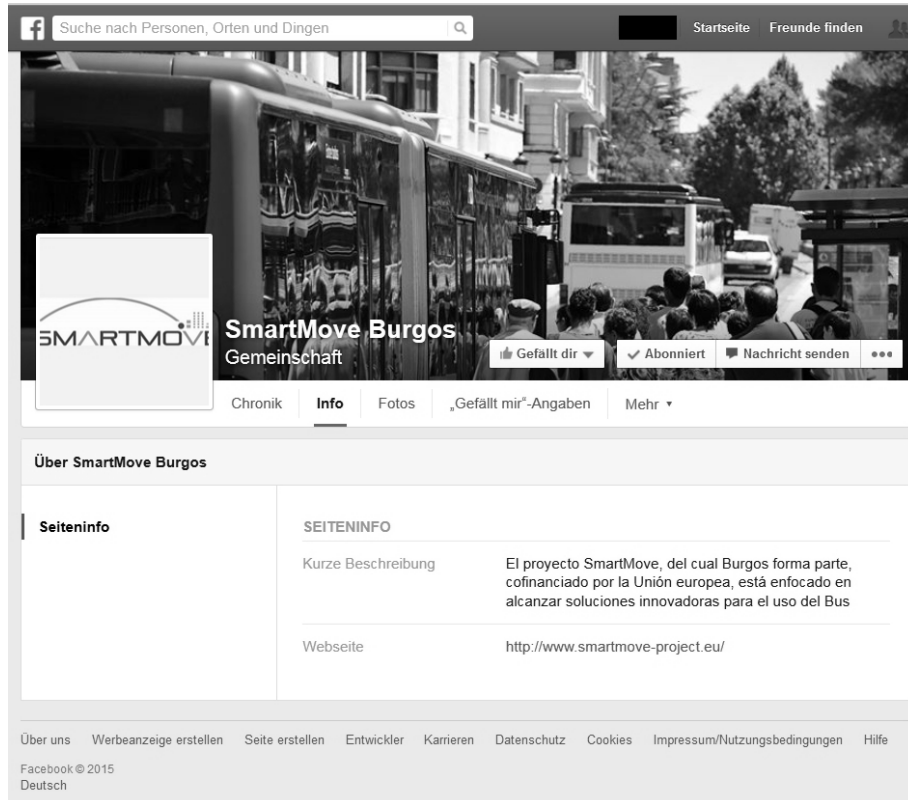 Suche nach Personen, Orten und Dingen
Startseite Freunde finden
SMARTMOVE
SmartMove Burgos
Gemeinschaft
Gefällt dir Abonniert Nachricht senden
Chronik Info Fotos „Gefällt mir“-Angaben Mehr
Über SmartMove Burgos
Seiteninfo
SEITENINFO
Kurze Beschreibung
El proyecto SmartMove, del cual Burgos forma parte,
cofinanciado por la Unión europea, está enfocado en
alcanzar soluciones innovadoras para el uso del Bus
Webseite http://www.smartmove-project.eu/
Über uns Werbeanzeige erstellen Seite erstellen Entwickler Karrieren Datenschutz Cookies Impressum/Nutzungsbedingungen Hilfe
Facebook © 2015
Deutsch